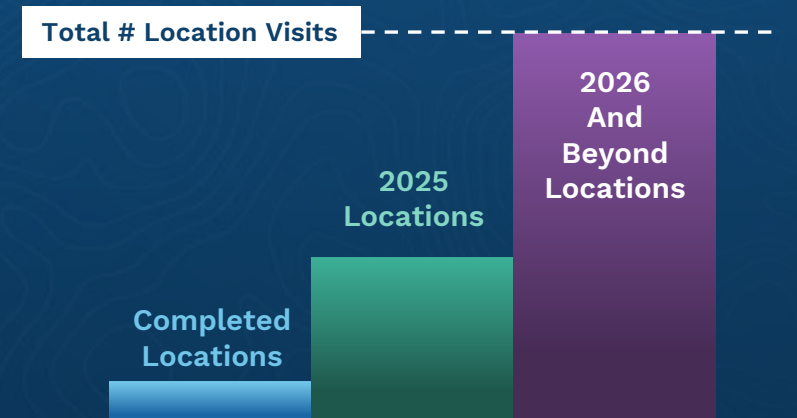 Total # Location Visits
2026
And
Beyond
Locations
2025
Locations
Completed
Locations